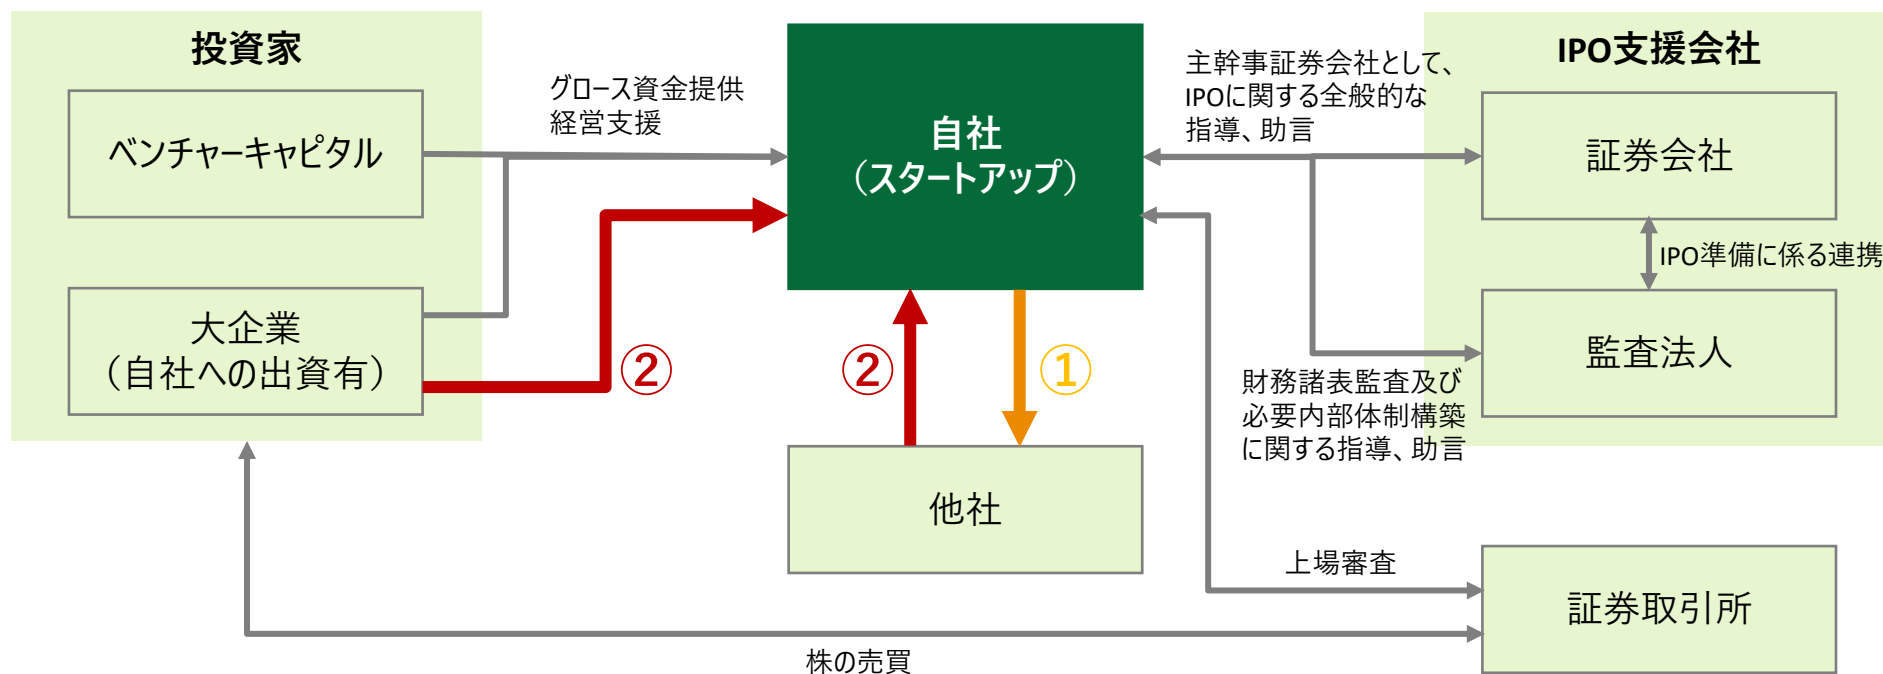 投資家
ベンチャーキャピタル
大企業
（自社への出資有）
グロース資金提供
経営支援
自社
（スタートアップ）
②
②
①
他社
主幹事証券会社として、
IPOに関する全般的な
指導、助言
IPO支援会社
証券会社
IPO準備に係る連携
監査法人
財務諸表監査及び
必要内部体制構築
に関する指導、助言
上場審査
証券取引所
株の売買